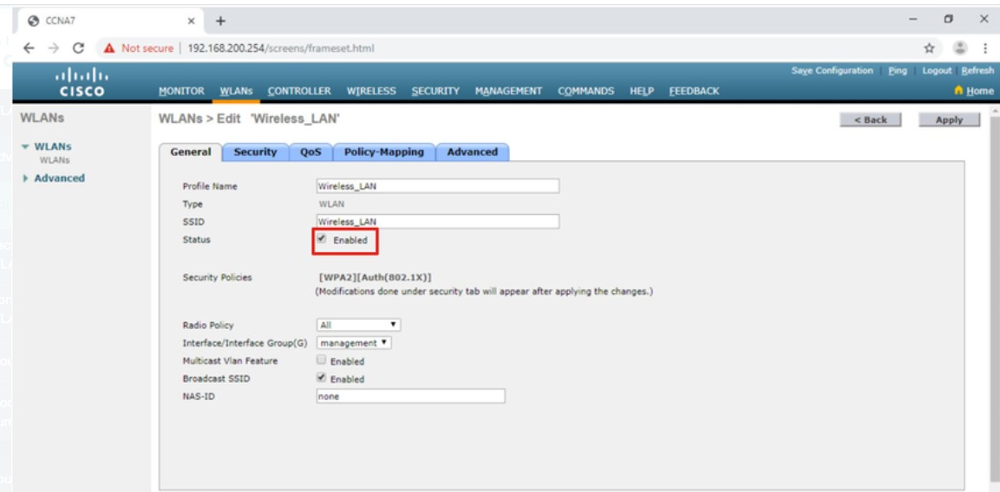 CCNA7
Not secure | 192.168.200.254/screens/frameset.html
Save Configuration | Ping | Logout | Refresh
CISCO MONITOR WLANs CONTROLLER WIRELESS SECURITY MANAGEMENT COMMANDS HELP FEEDBACK Home
WLANs
WLANs > Edit 'Wireless_LAN'
< Back Apply
WLANs
WLANs
Advanced
General Security QoS Policy-Mapping Advanced
Profile Name Wireless_LAN
Type WLAN
SSID Wireless_LAN
Status Enabled
Security Policies [WPA2][Auth(802.1X)]
(Modifications done under security tab will appear after applying the changes.)
Radio Policy All
Interface/Interface Group(G) management
Multicast Vlan Feature Enabled
Broadcast SSID Enabled
NAS-ID none